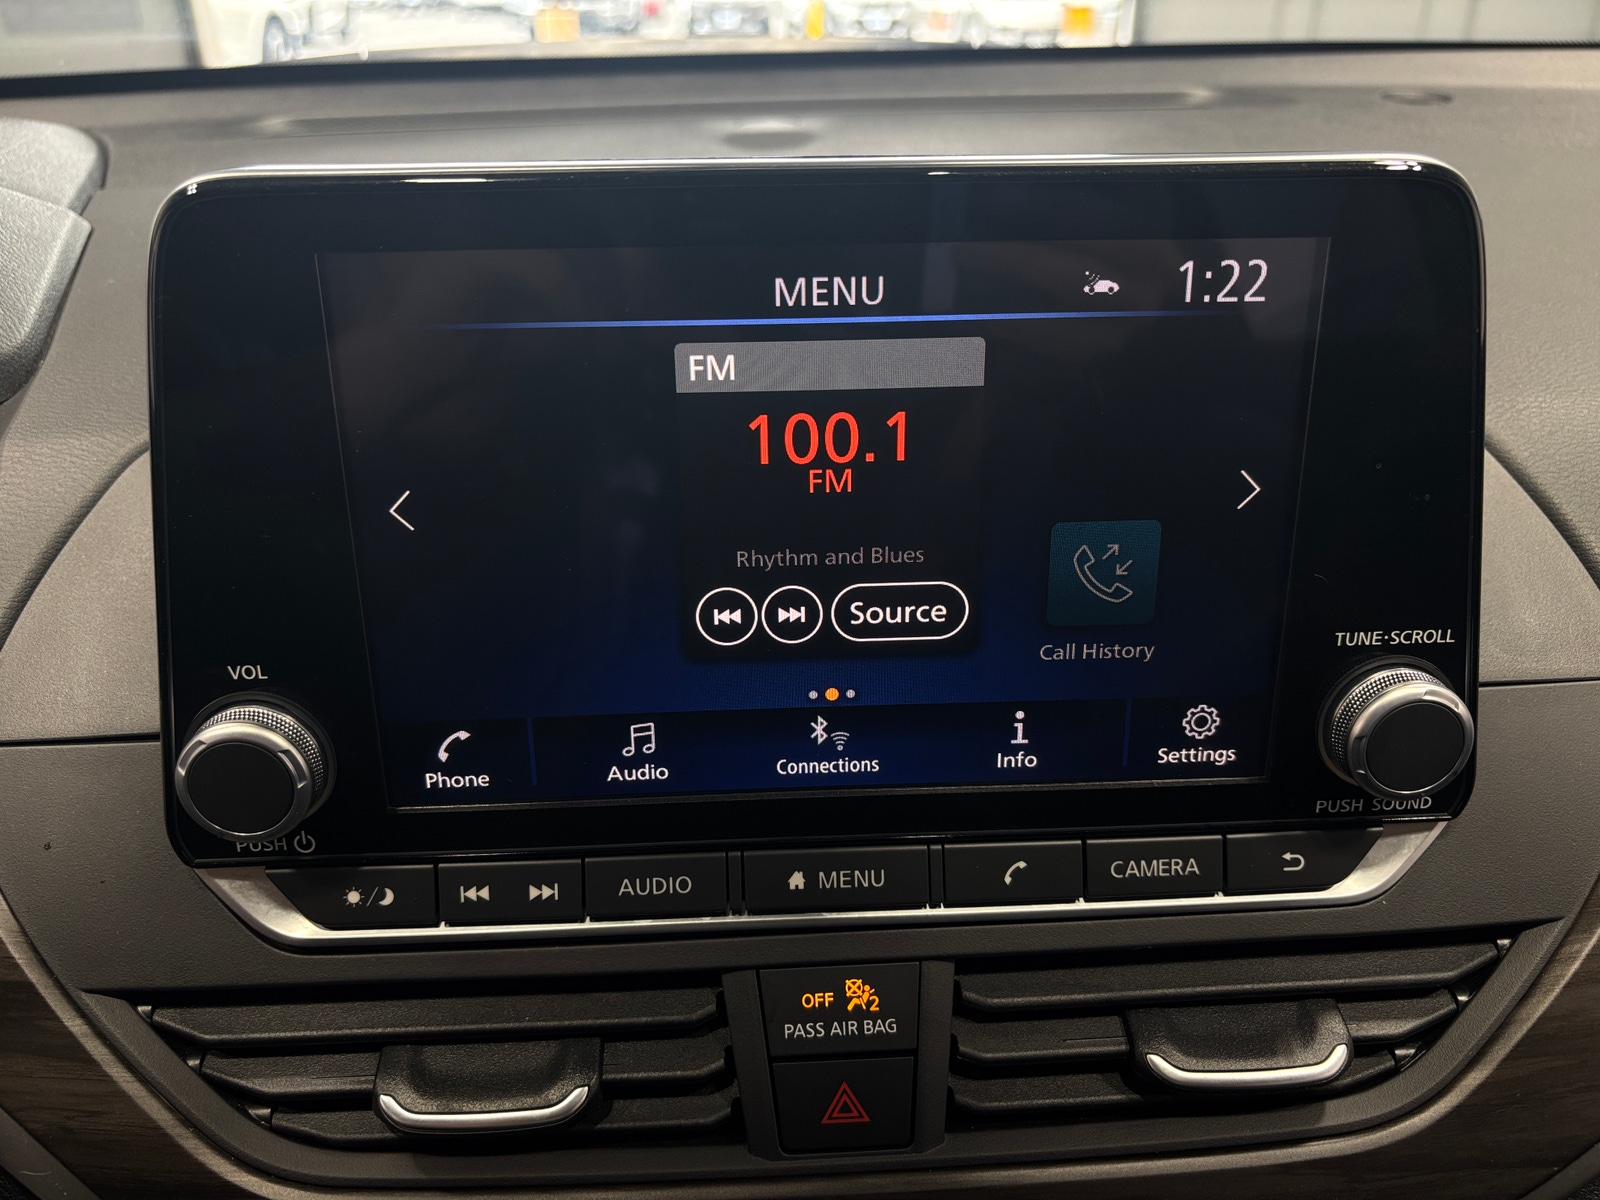 MENU
1:22
FM
100.1
FM
Rhythm and Blues
Source
Call History
Phone
Audio
Connections
Info
Settings
VOL
PUSH
TUNE·SCROLL
PUSH SOUND
AUDIO
MENU
CAMERA
OFF 2
PASS AIR BAG